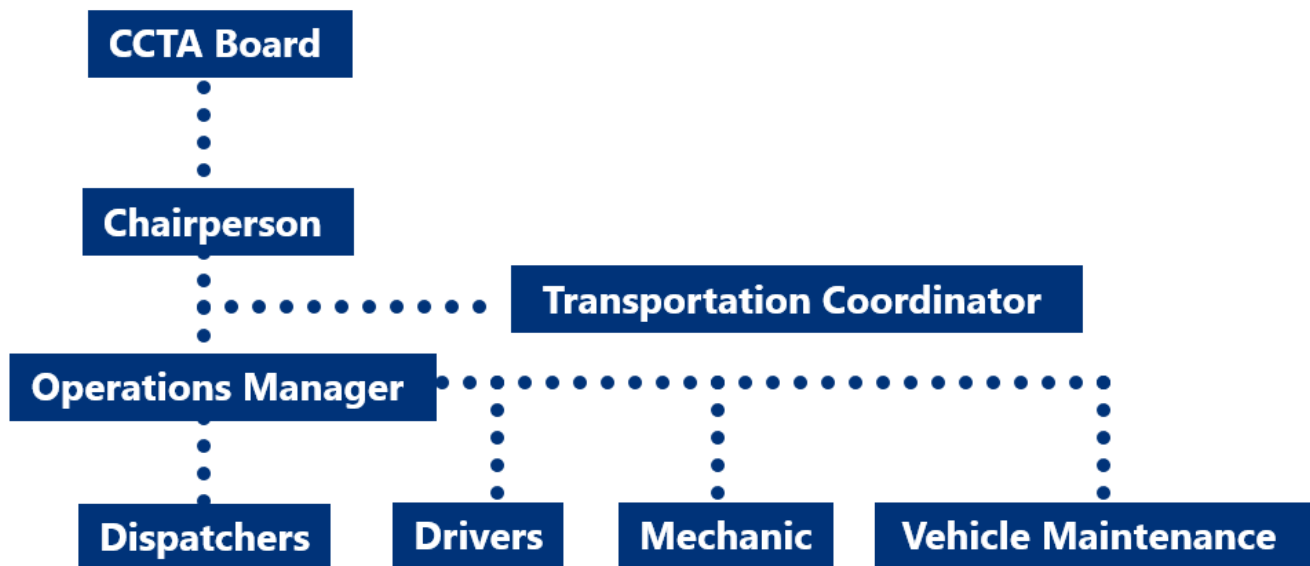 CCTA Board
Chairperson
Transportation Coordinator
Operations Manager
Dispatchers
Drivers
Mechanic
Vehicle Maintenance